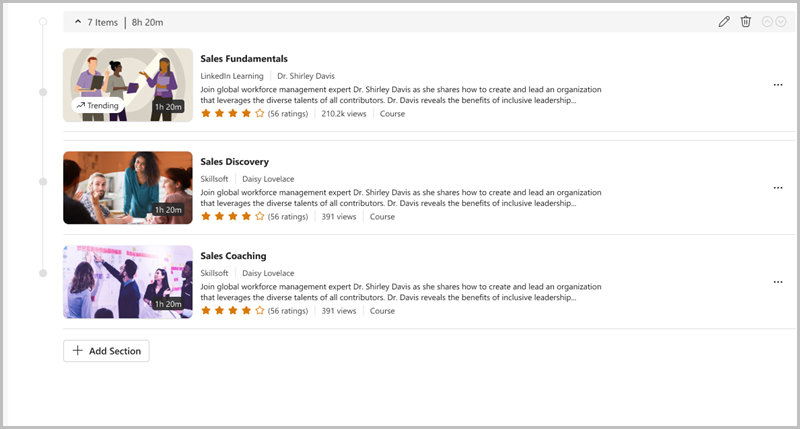 7 Items | 8h 20m
Sales Fundamentals
LinkedIn Learning | Dr. Shirley Davis
Join global workforce management expert Dr. Shirley Davis as she shares how to create and lead an organization
that leverages the diverse talents of all contributors. Dr. Davis reveals the benefits of inclusive leadership...
Trending
1h 20m
(56 ratings) | 210.2k views | Course
Sales Discovery
Skillsoft | Daisy Lovelace
Join global workforce management expert Dr. Shirley Davis as she shares how to create and lead an organization
that leverages the diverse talents of all contributors. Dr. Davis reveals the benefits of inclusive leadership...
1h 20m
(56 ratings) | 391 views | Course
Sales Coaching
Skillsoft | Daisy Lovelace
Join global workforce management expert Dr. Shirley Davis as she shares how to create and lead an organization
that leverages the diverse talents of all contributors. Dr. Davis reveals the benefits of inclusive leadership...
1h 20m
(56 ratings) | 391 views | Course
Add Section